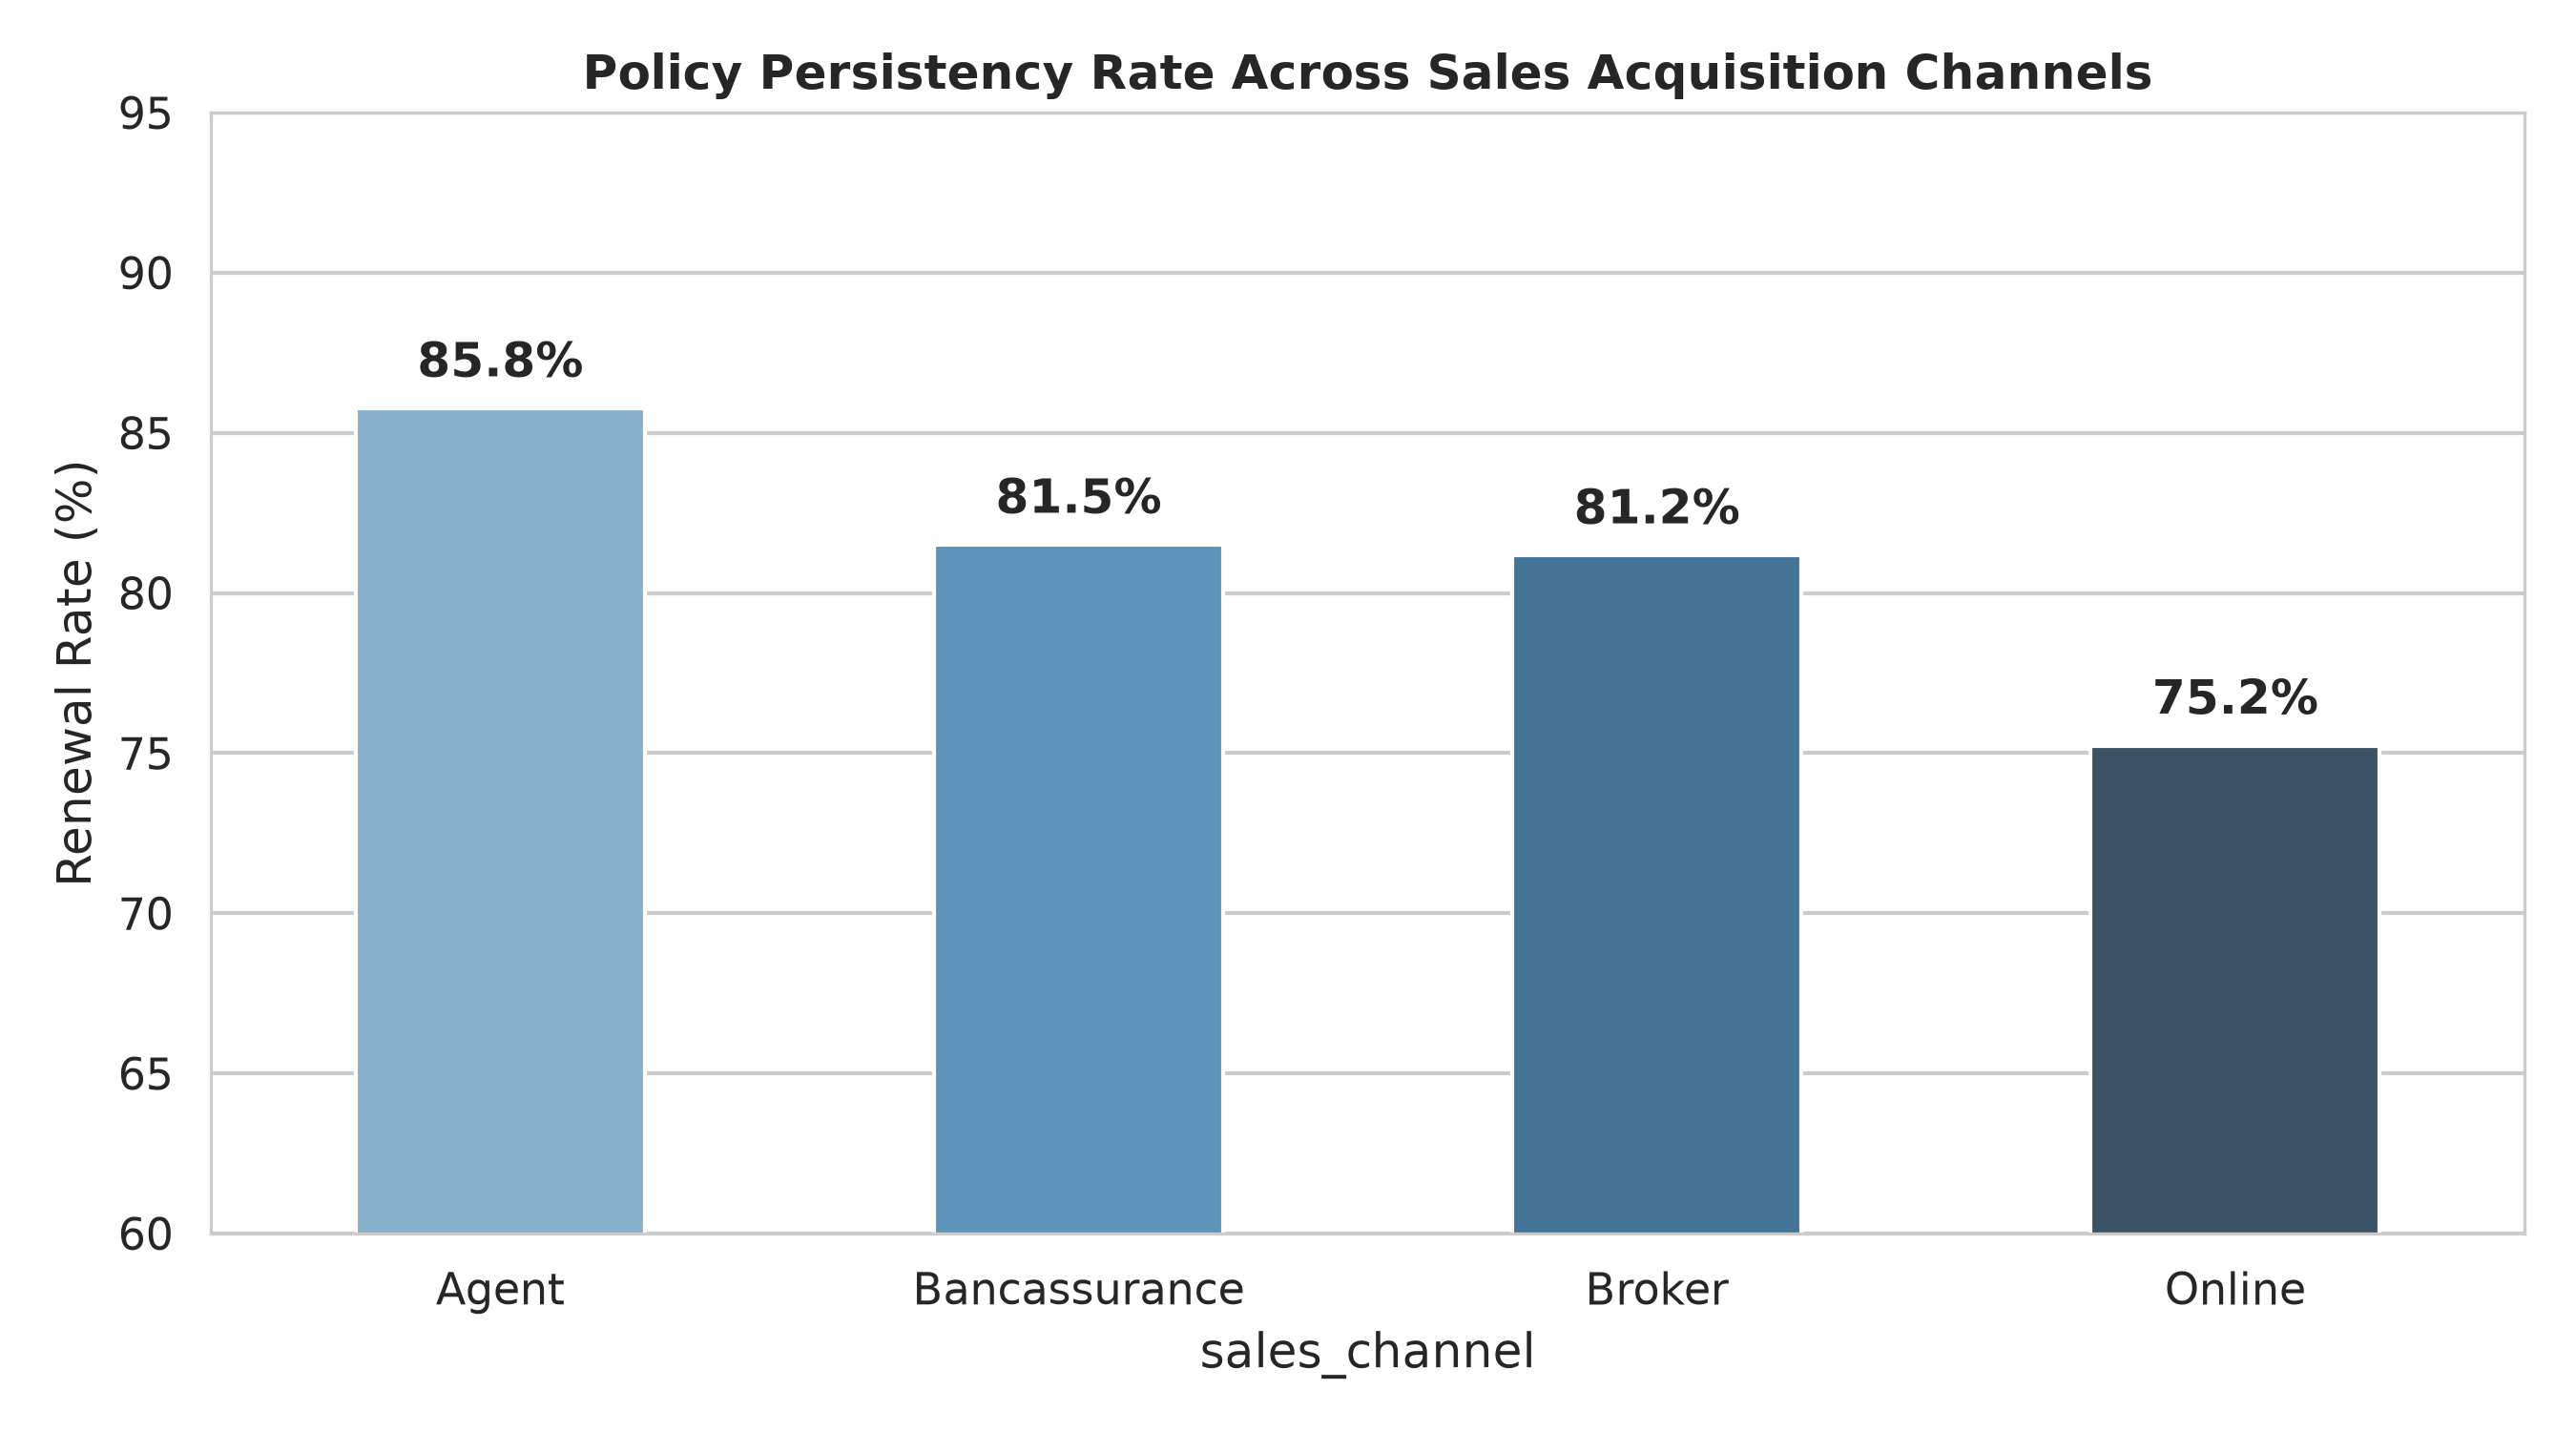 Policy Persistency Rate Across Sales Acquisition Channels
95
90
85
80
75
70
65
60
Renewal Rate (%)
85.8%
81.5%
81.2%
75.2%
Agent
Bancassurance
Broker
Online
sales_channel